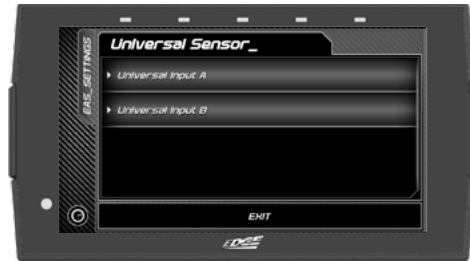 Universal Sensor_
EAS_SETTINGS
Universal Input A
Universal Input B
EXIT
EDGE